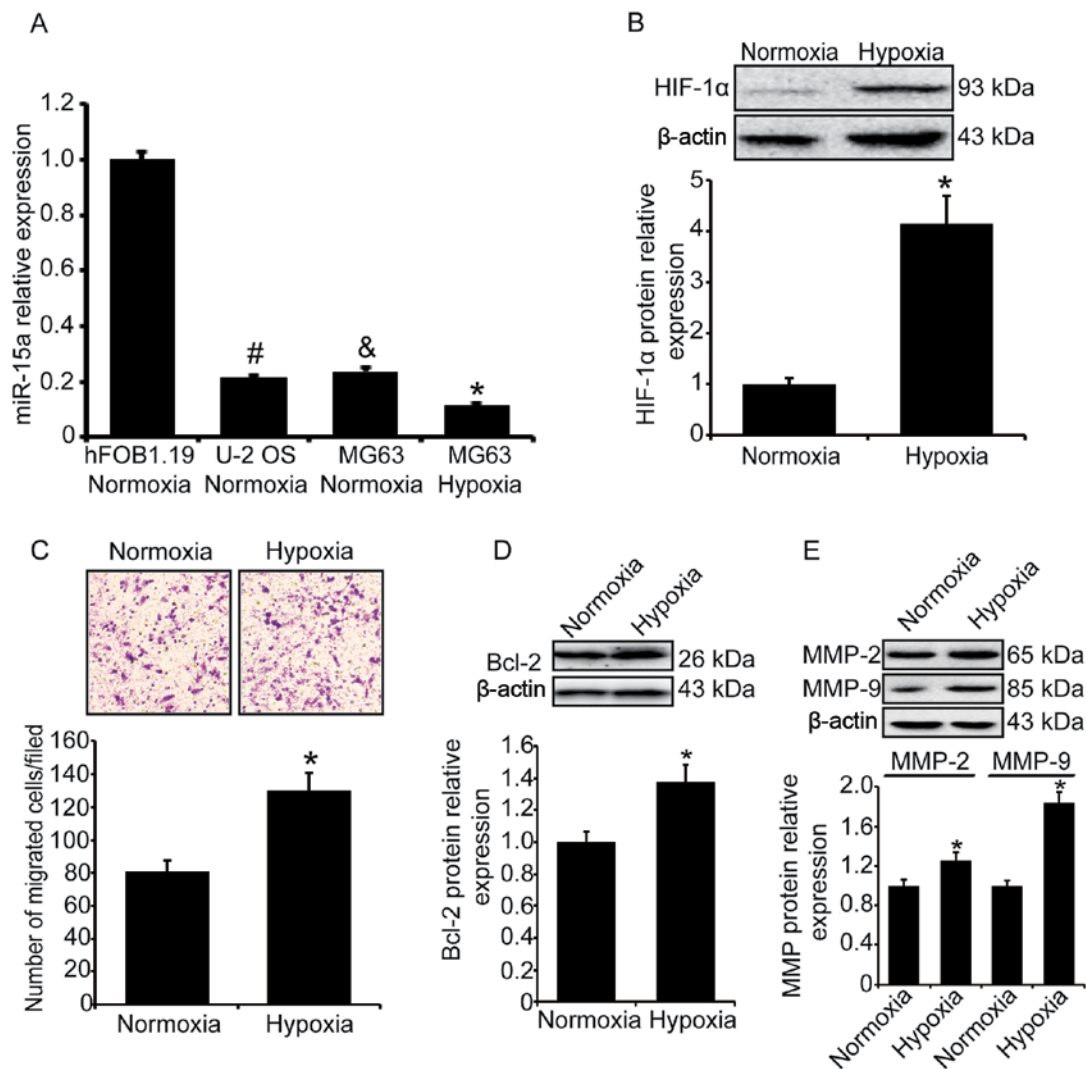 A
miR-15a relative expression
1.2
1.0
0.8
0.6
0.4
0.2
0
#
&
*
hFOB1.19 U-2 OS MG63 MG63
Normoxia Normoxia Normoxia Hypoxia
B
Normoxia Hypoxia
HIF-1α 93 kDa
β-actin 43 kDa
HIF-1α protein relative
expression
5
4
3
2
1
0
*
Normoxia Hypoxia
C
Normoxia Hypoxia
Number of migrated cells/filed
160
140
120
100
80
60
40
20
0
*
Normoxia Hypoxia
D
Normoxia Hypoxia
Bcl-2 26 kDa
β-actin 43 kDa
Bcl-2 protein relative
expression
1.6
1.4
1.2
1.0
0.8
0.6
0.4
0.2
0
*
Normoxia Hypoxia
E
Normoxia Hypoxia
MMP-2 65 kDa
MMP-9 85 kDa
β-actin 43 kDa
MMP-2 MMP-9
MMP protein relative
expression
2.0
1.6
1.2
0.8
0.4
0
*
*
Normoxia Hypoxia Normoxia Hypoxia